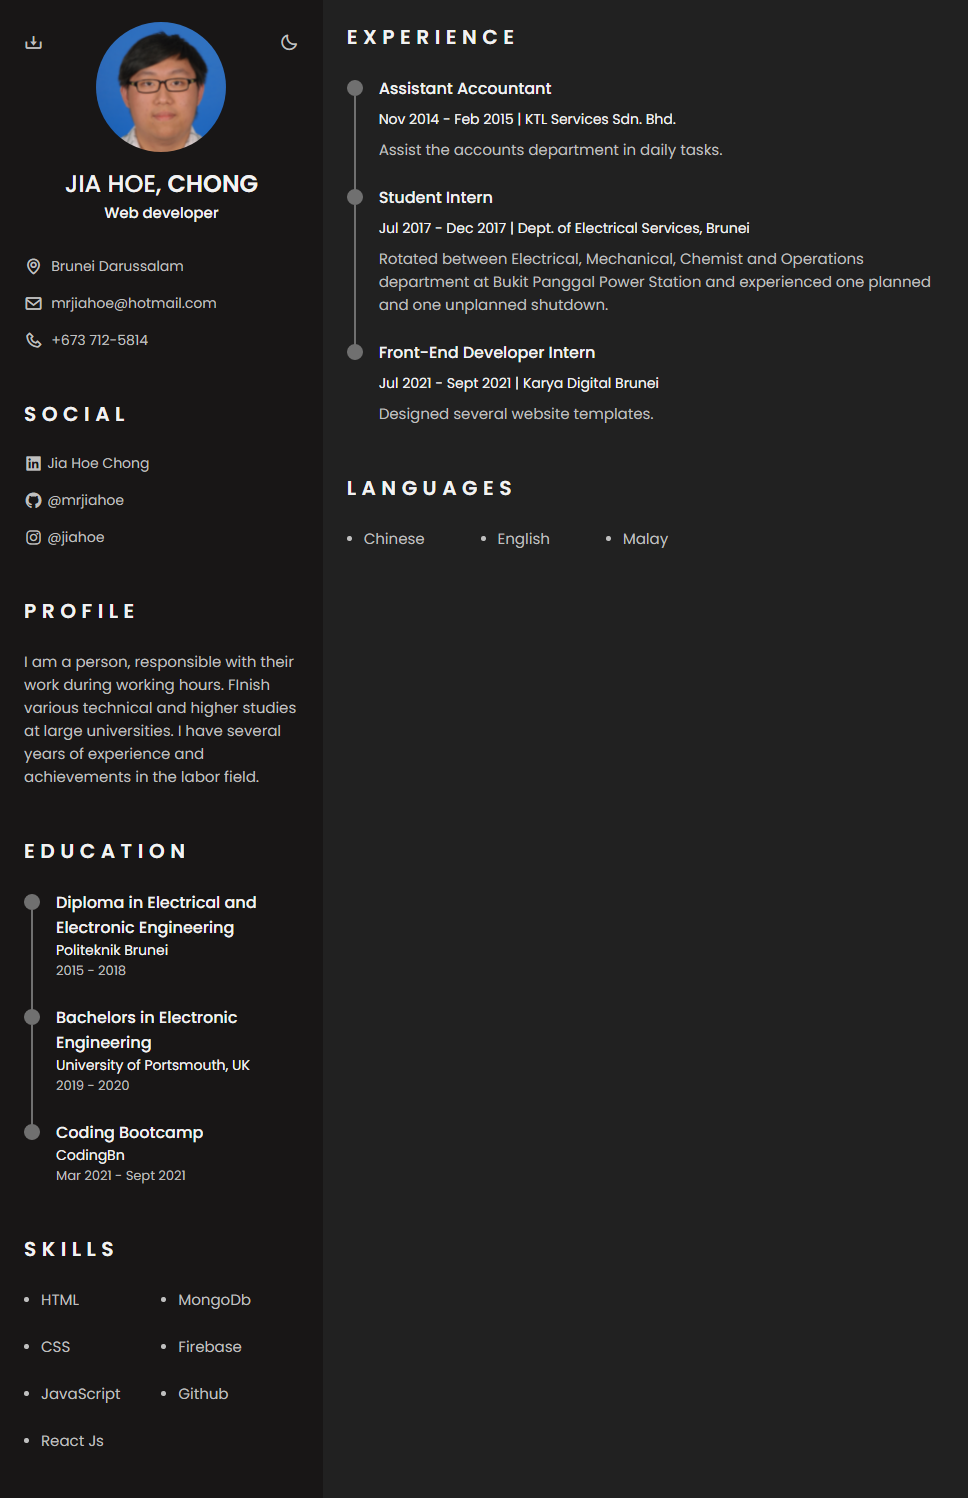 JIA HOE, CHONG
Web developer
Brunei Darussalam
mrjiahoe@hotmail.com
+673 712-5814
SOCIAL
Jia Hoe Chong
@mrjiahoe
@jiahoe
PROFILE
I am a person, responsible with their
work during working hours. FInish
various technical and higher studies
at large universities. I have several
years of experience and
achievements in the labor field.
EDUCATION
Diploma in Electrical and
Electronic Engineering
Politeknik Brunei
2015 - 2018
Bachelors in Electronic
Engineering
University of Portsmouth, UK
2019 - 2020
Coding Bootcamp
CodingBn
Mar 2021 - Sept 2021
SKILLS
• HTML
• CSS
• JavaScript
• React Js
• MongoDb
• Firebase
• Github
EXPERIENCE
Assistant Accountant
Nov 2014 - Feb 2015 | KTL Services Sdn. Bhd.
Assist the accounts department in daily tasks.
Student Intern
Jul 2017 - Dec 2017 | Dept. of Electrical Services, Brunei
Rotated between Electrical, Mechanical, Chemist and Operations
department at Bukit Panggal Power Station and experienced one planned
and one unplanned shutdown.
Front-End Developer Intern
Jul 2021 - Sept 2021 | Karya Digital Brunei
Designed several website templates.
LANGUAGES
• Chinese • English • Malay